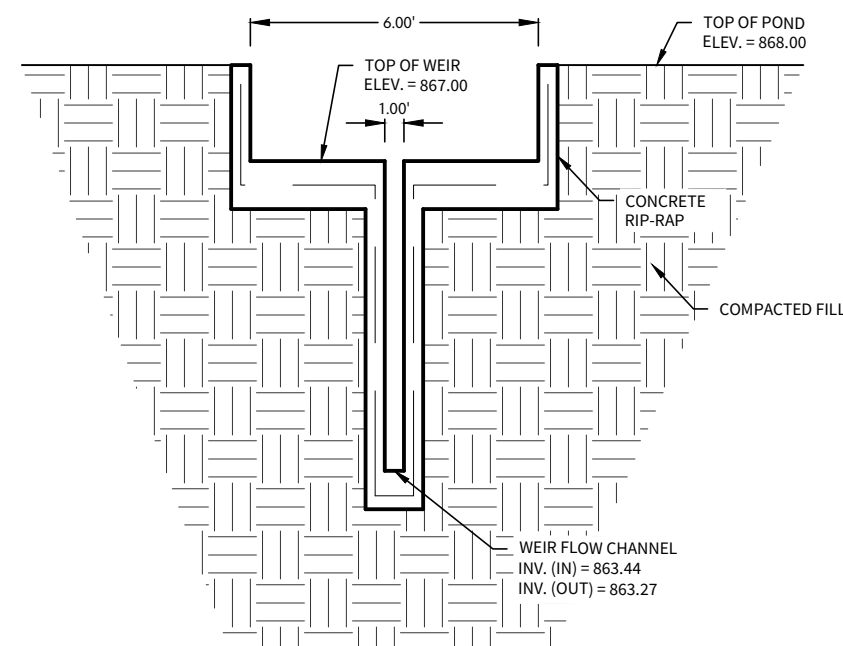 6.00'
TOP OF POND
ELEV. = 868.00
TOP OF WEIR
ELEV. = 867.00
1.00'
CONCRETE
RIP-RAP
COMPACTED FILL
WEIR FLOW CHANNEL
INV. (IN) = 863.44
INV. (OUT) = 863.27